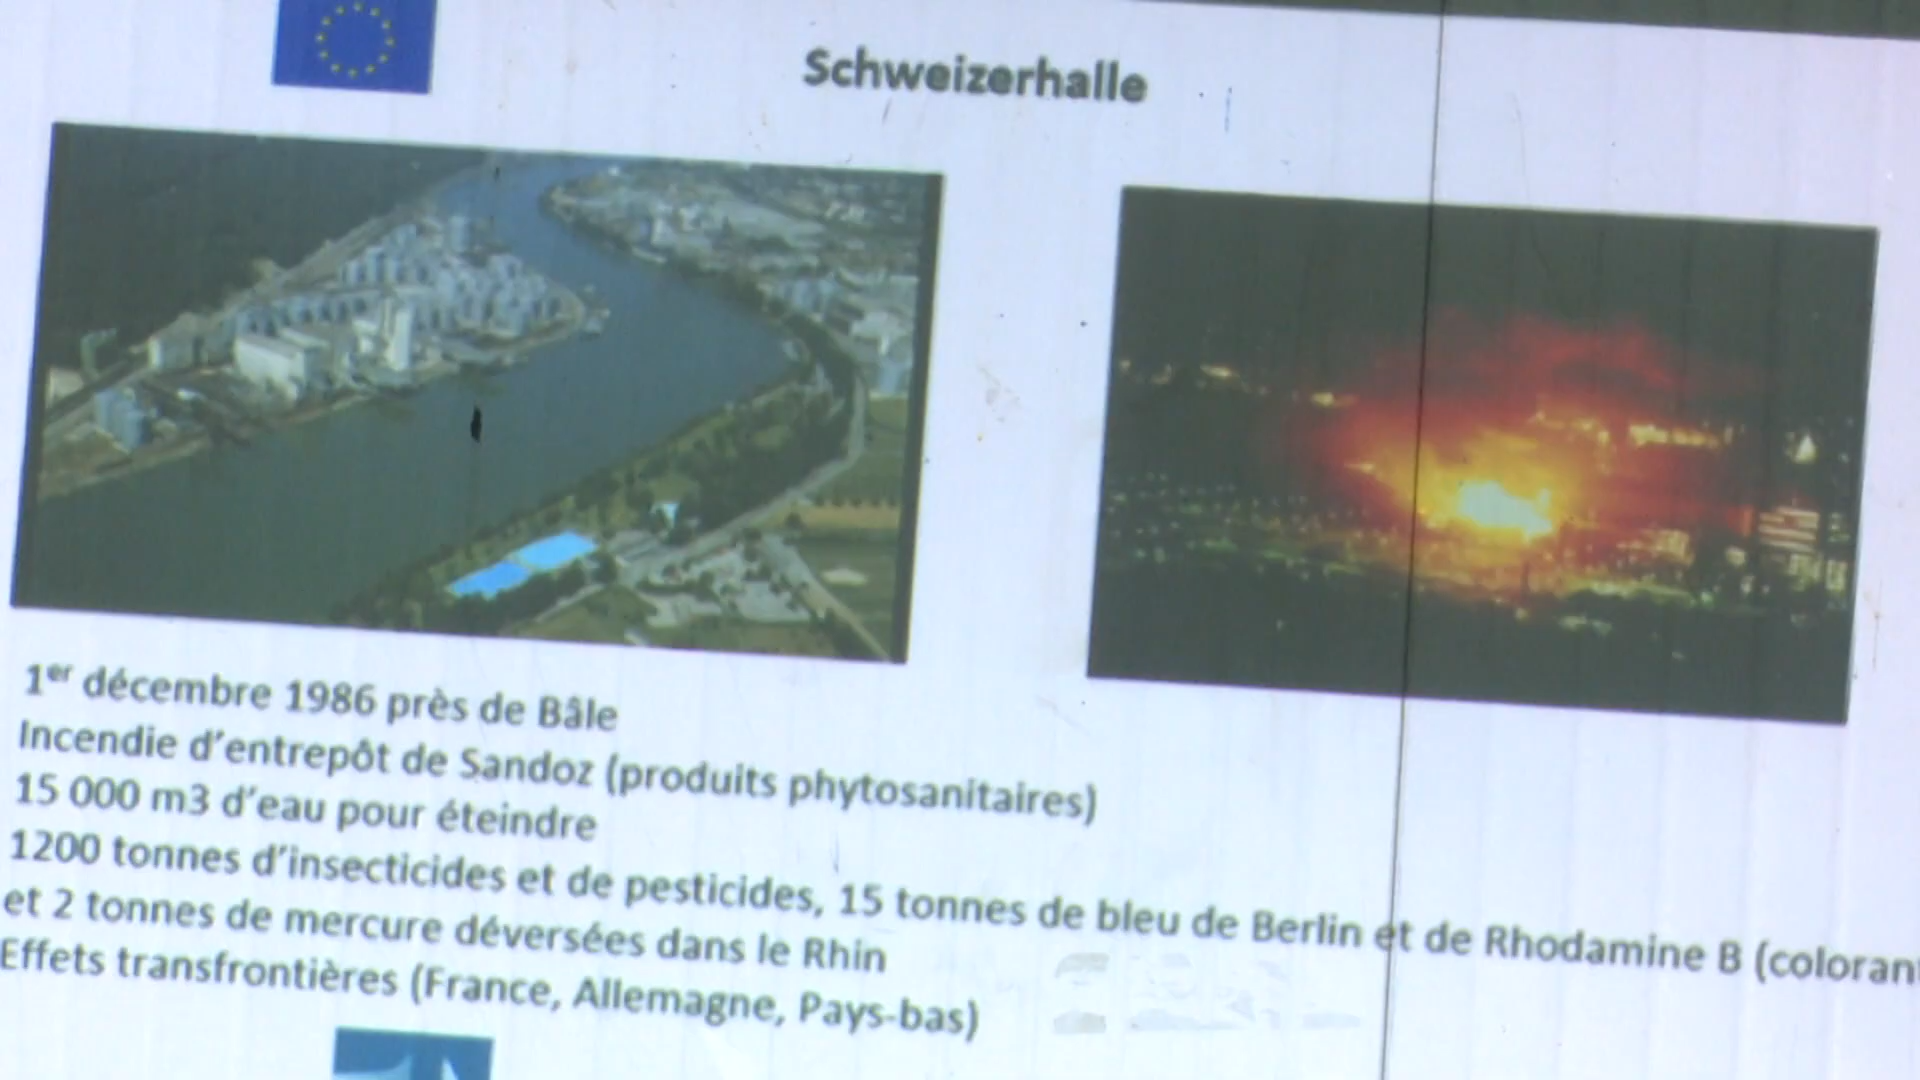 Schweizerhalle
1er décembre 1986 près de Bâle
Incendie d'entrepôt de Sandoz (produits phytosanitaires)
15 000 m3 d'eau pour éteindre
1200 tonnes d'insecticides et de pesticides, 15 tonnes de bleu de Berlin et de Rhodamine B (colorant
et 2 tonnes de mercure déversées dans le Rhin
Effets transfrontières (France, Allemagne, Pays-bas)